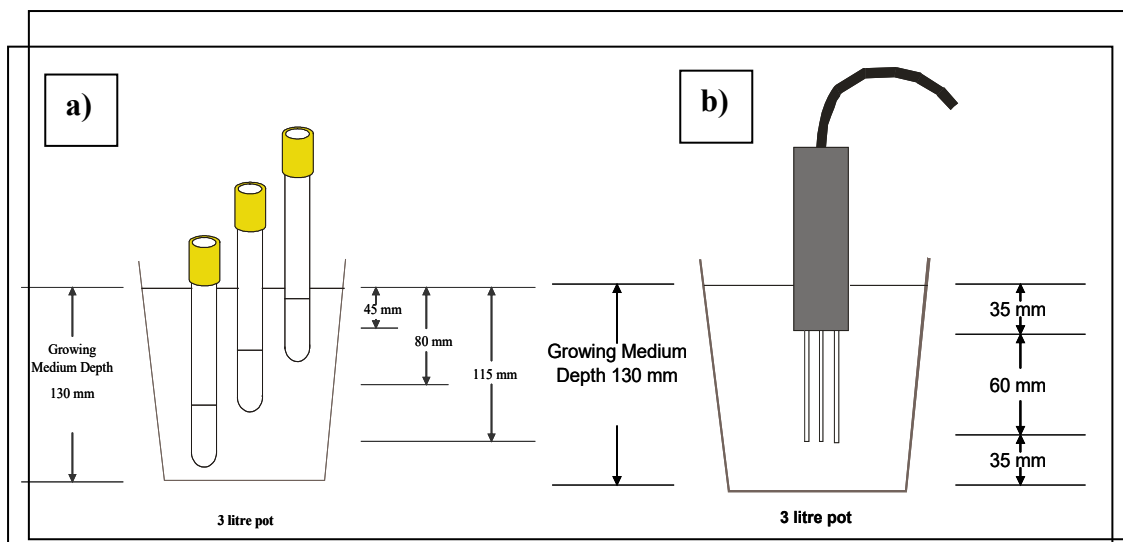 a)
45 mm
80 mm
115 mm
Growing
Medium Depth
130 mm
3 litre pot
b)
35 mm
Growing Medium
Depth 130 mm
60 mm
35 mm
3 litre pot